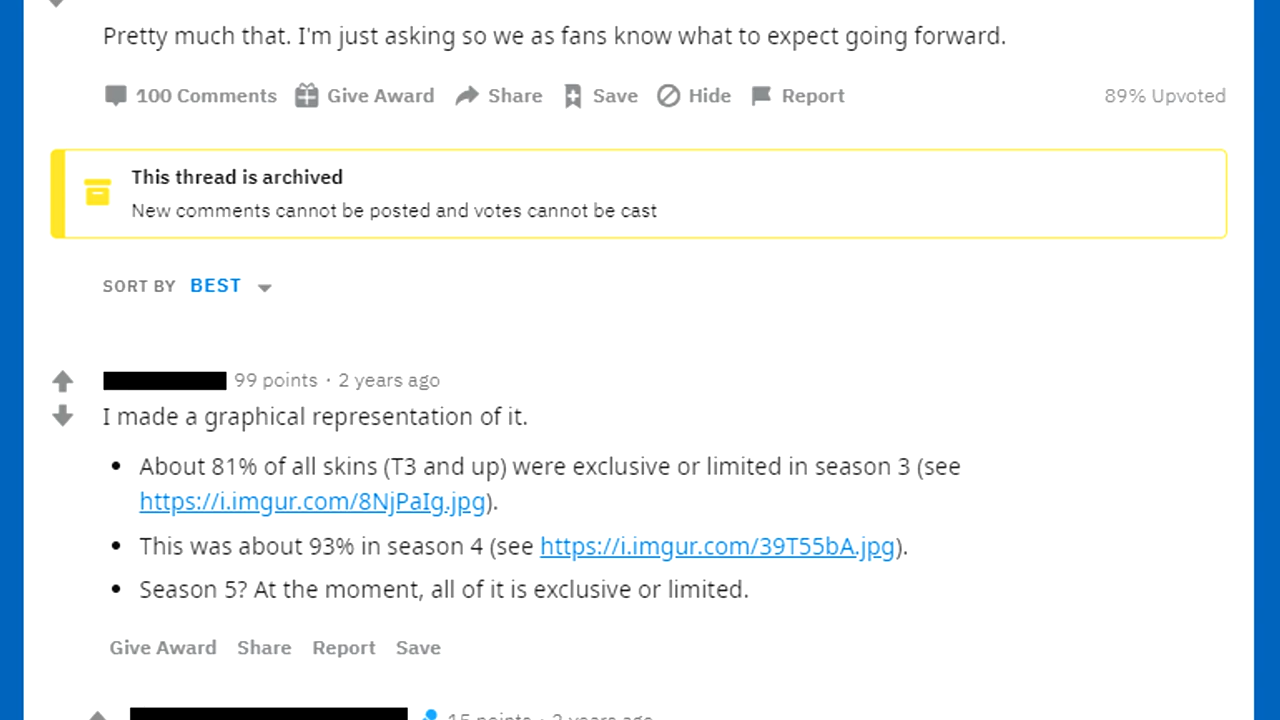 Pretty much that. I'm just asking so we as fans know what to expect going forward.
100 Comments Give Award Share Save Hide Report 89% Upvoted
This thread is archived
New comments cannot be posted and votes cannot be cast
SORT BY BEST
99 points · 2 years ago
I made a graphical representation of it.
• About 81% of all skins (T3 and up) were exclusive or limited in season 3 (see
https://i.imgur.com/8NjPaIg.jpg).
• This was about 93% in season 4 (see https://i.imgur.com/39T55bA.jpg).
• Season 5? At the moment, all of it is exclusive or limited.
Give Award Share Report Save
15 points · 2 years ago